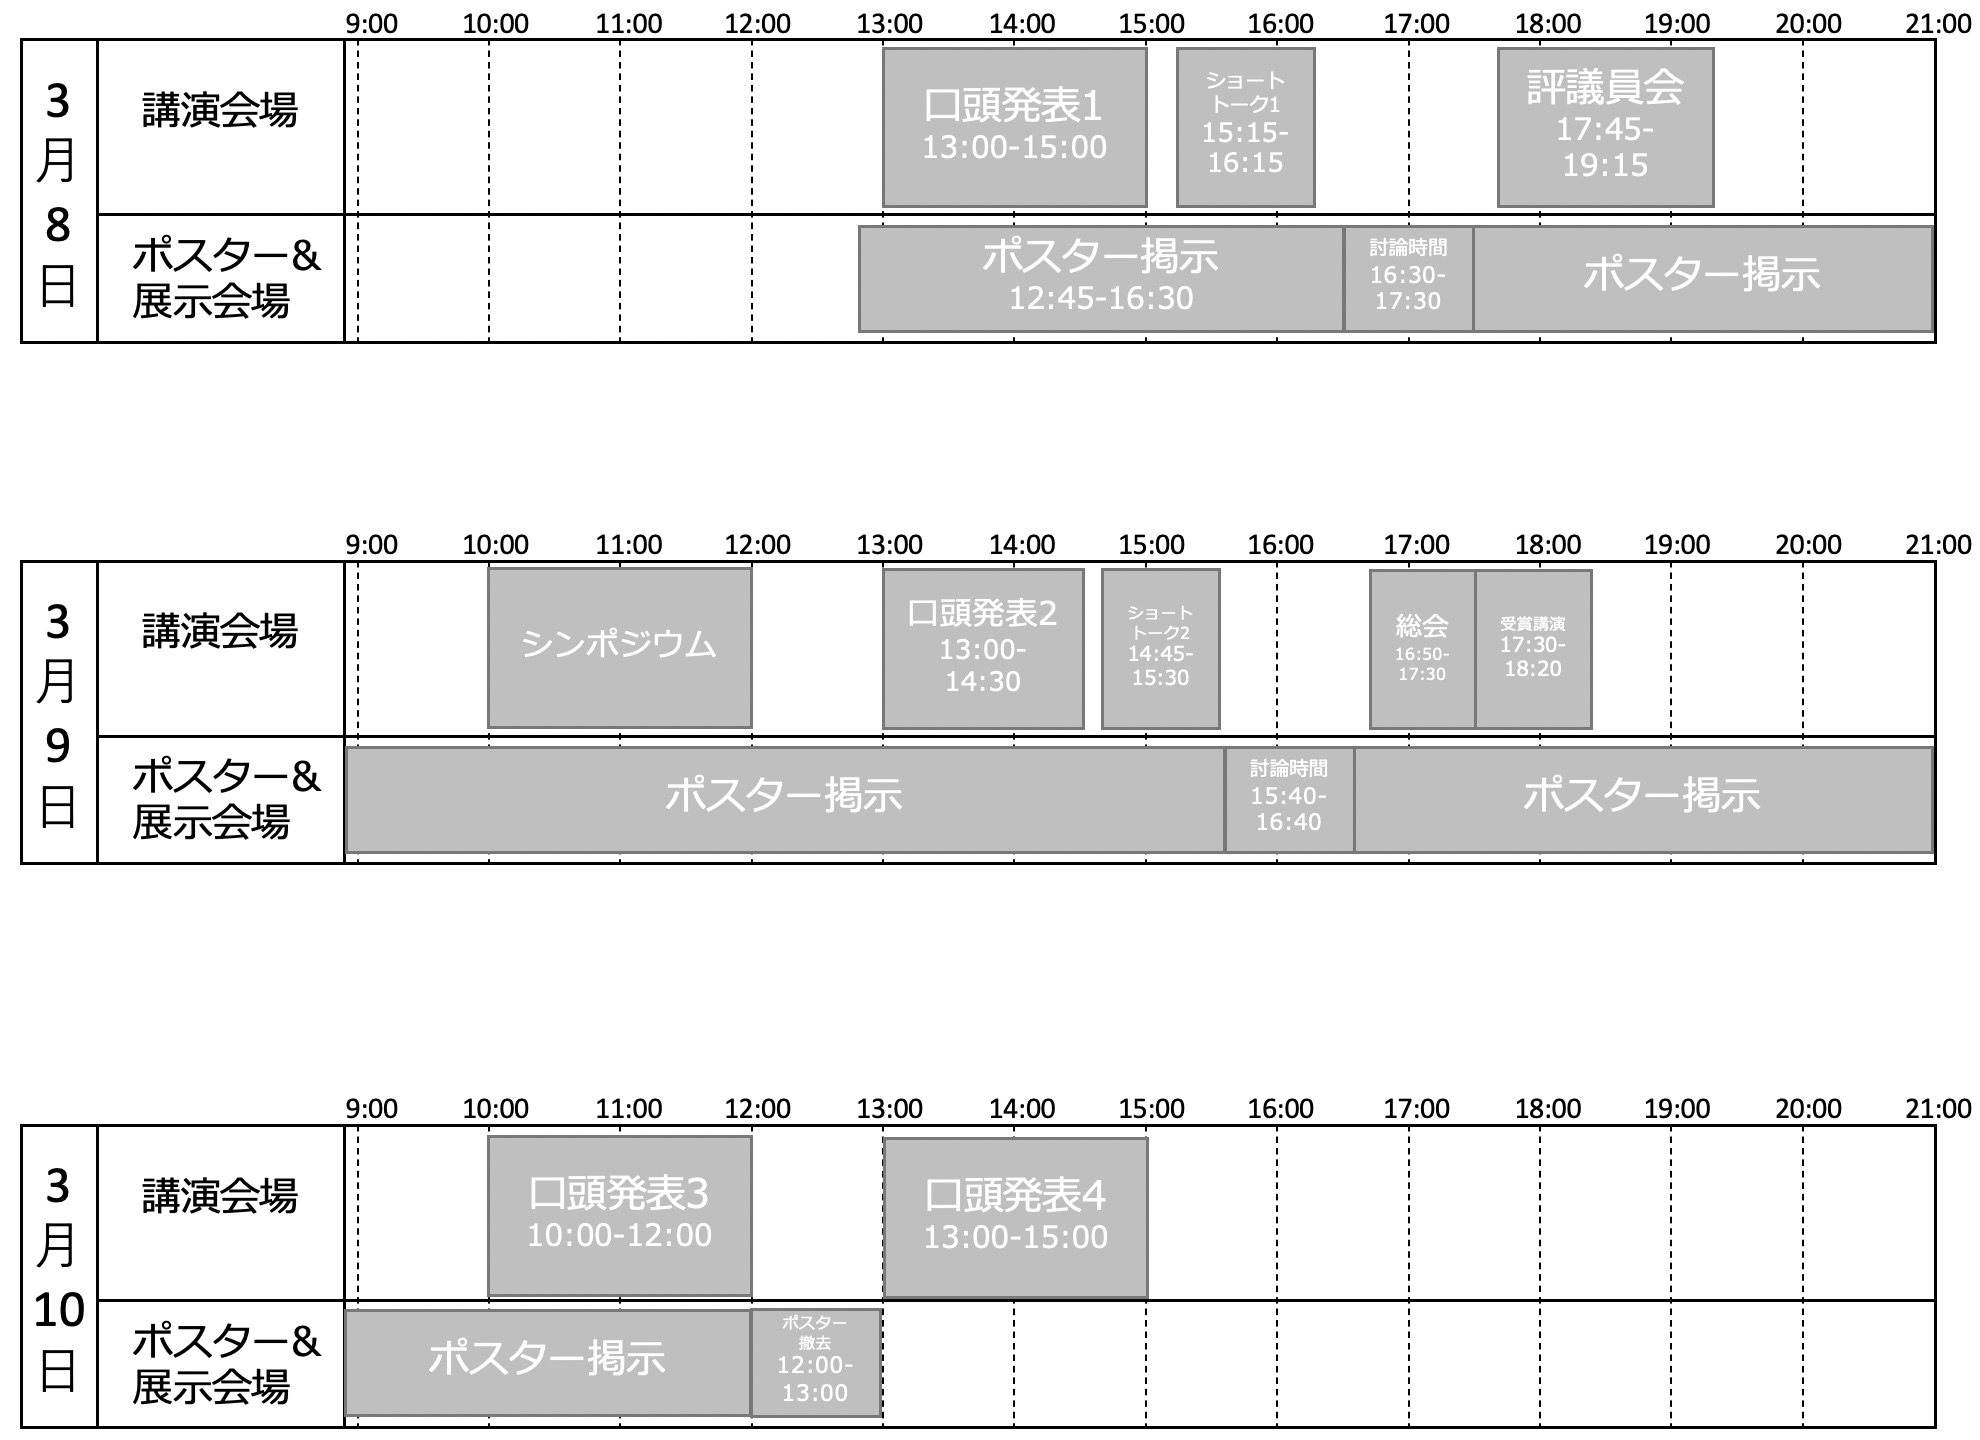 9:00 10:00 11:00 12:00 13:00 14:00 15:00 16:00 17:00 18:00 19:00 20:00 21:00
3
月
8
日
講演会場
口頭発表1
13:00-15:00
ショート
トーク1
15:15-
16:15
評議員会
17:45-
19:15
ポスター&
展示会場
ポスター掲示
12:45-16:30
討論時間
16:30-
17:30
ポスター掲示
9:00 10:00 11:00 12:00 13:00 14:00 15:00 16:00 17:00 18:00 19:00 20:00 21:00
3
月
9
日
講演会場
シンポジウム
口頭発表2
13:00-
14:30
ショート
トーク2
14:45-
15:30
総会
16:50-
17:30
受賞講演
17:30-
18:20
ポスター&
展示会場
ポスター掲示
討論時間
15:40-
16:40
ポスター掲示
9:00 10:00 11:00 12:00 13:00 14:00 15:00 16:00 17:00 18:00 19:00 20:00 21:00
3
月
10
日
講演会場
口頭発表3
10:00-12:00
口頭発表4
13:00-15:00
ポスター&
展示会場
ポスター掲示
ポスター
撤去
12:00-
13:00